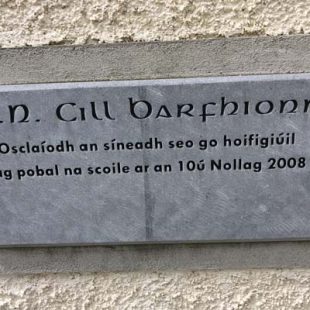 .N. Cill Barfhionn
Osclaíodh an síneadh seo go hoifigiúil
ag pobal na scoile ar an 10ú Nollag 2008